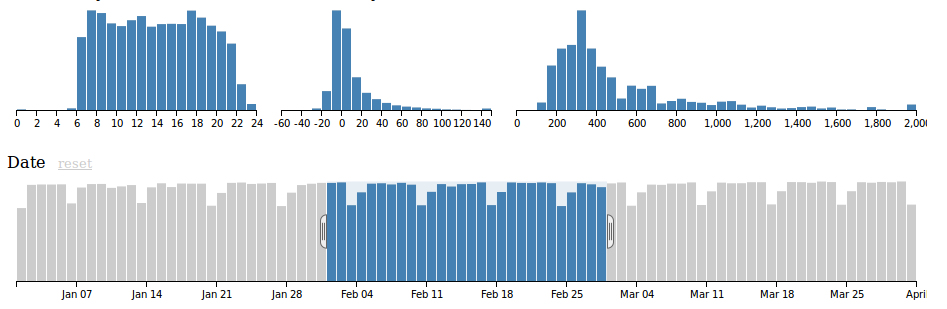 0 2 4 6 8 10 12 14 16 18 20 22 24 -60 -40 -20 0 20 40 60 80 100 120 140 0 200 400 600 800 1,000 1,200 1,400 1,600 1,800 2,00
Date reset
Jan 07 Jan 14 Jan 21 Jan 28 Feb 04 Feb 11 Feb 18 Feb 25 Mar 04 Mar 11 Mar 18 Mar 25 April